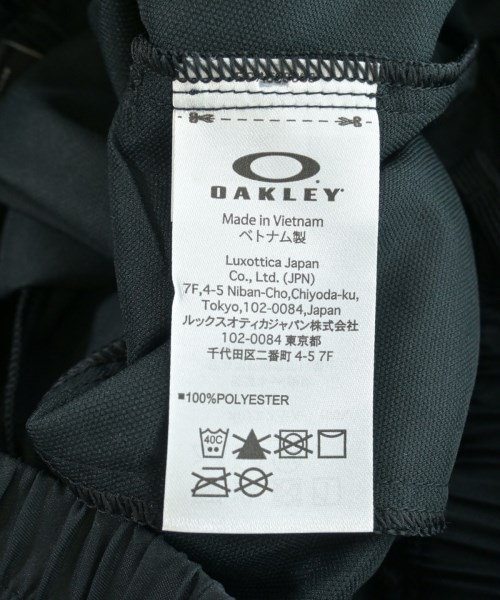 OAKLEY
Made in Vietnam
ベトナム製
Luxottica Japan
Co., Ltd. (JPN)
7F,4-5 Niban-Cho,Chiyoda-ku,
Tokyo,102-0084,Japan
ルックスオティカジャパン株式会社
102-0084 東京都
千代田区二番町 4-5 7F
■100%POLYESTER
40C